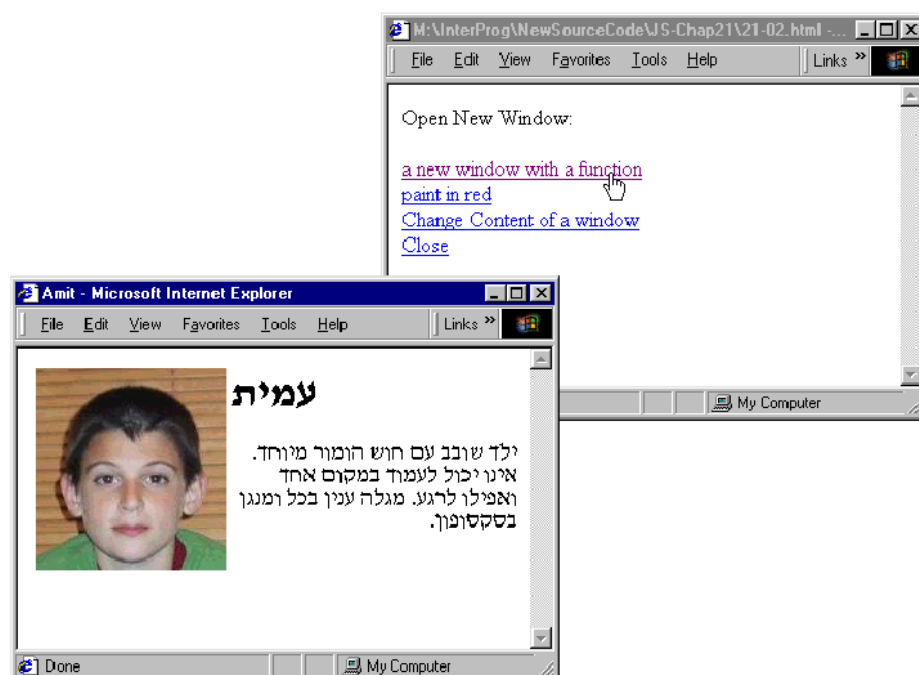 M:\InterProg\NewSourceCode\JS-Chap21\21-02.html -...
File Edit View Favorites Tools Help Links »
Open New Window:
a new window with a function
paint in red
Change Content of a window
Close
My Computer
Amit - Microsoft Internet Explorer
File Edit View Favorites Tools Help Links »
עמית
ילד שובב עם חוש הומור מיוחד.
אינו יכול לעמוד במקום אחד
ואפילו לרגע. מגלה ענין בכל ומנגן
בסקסופון.
Done My Computer